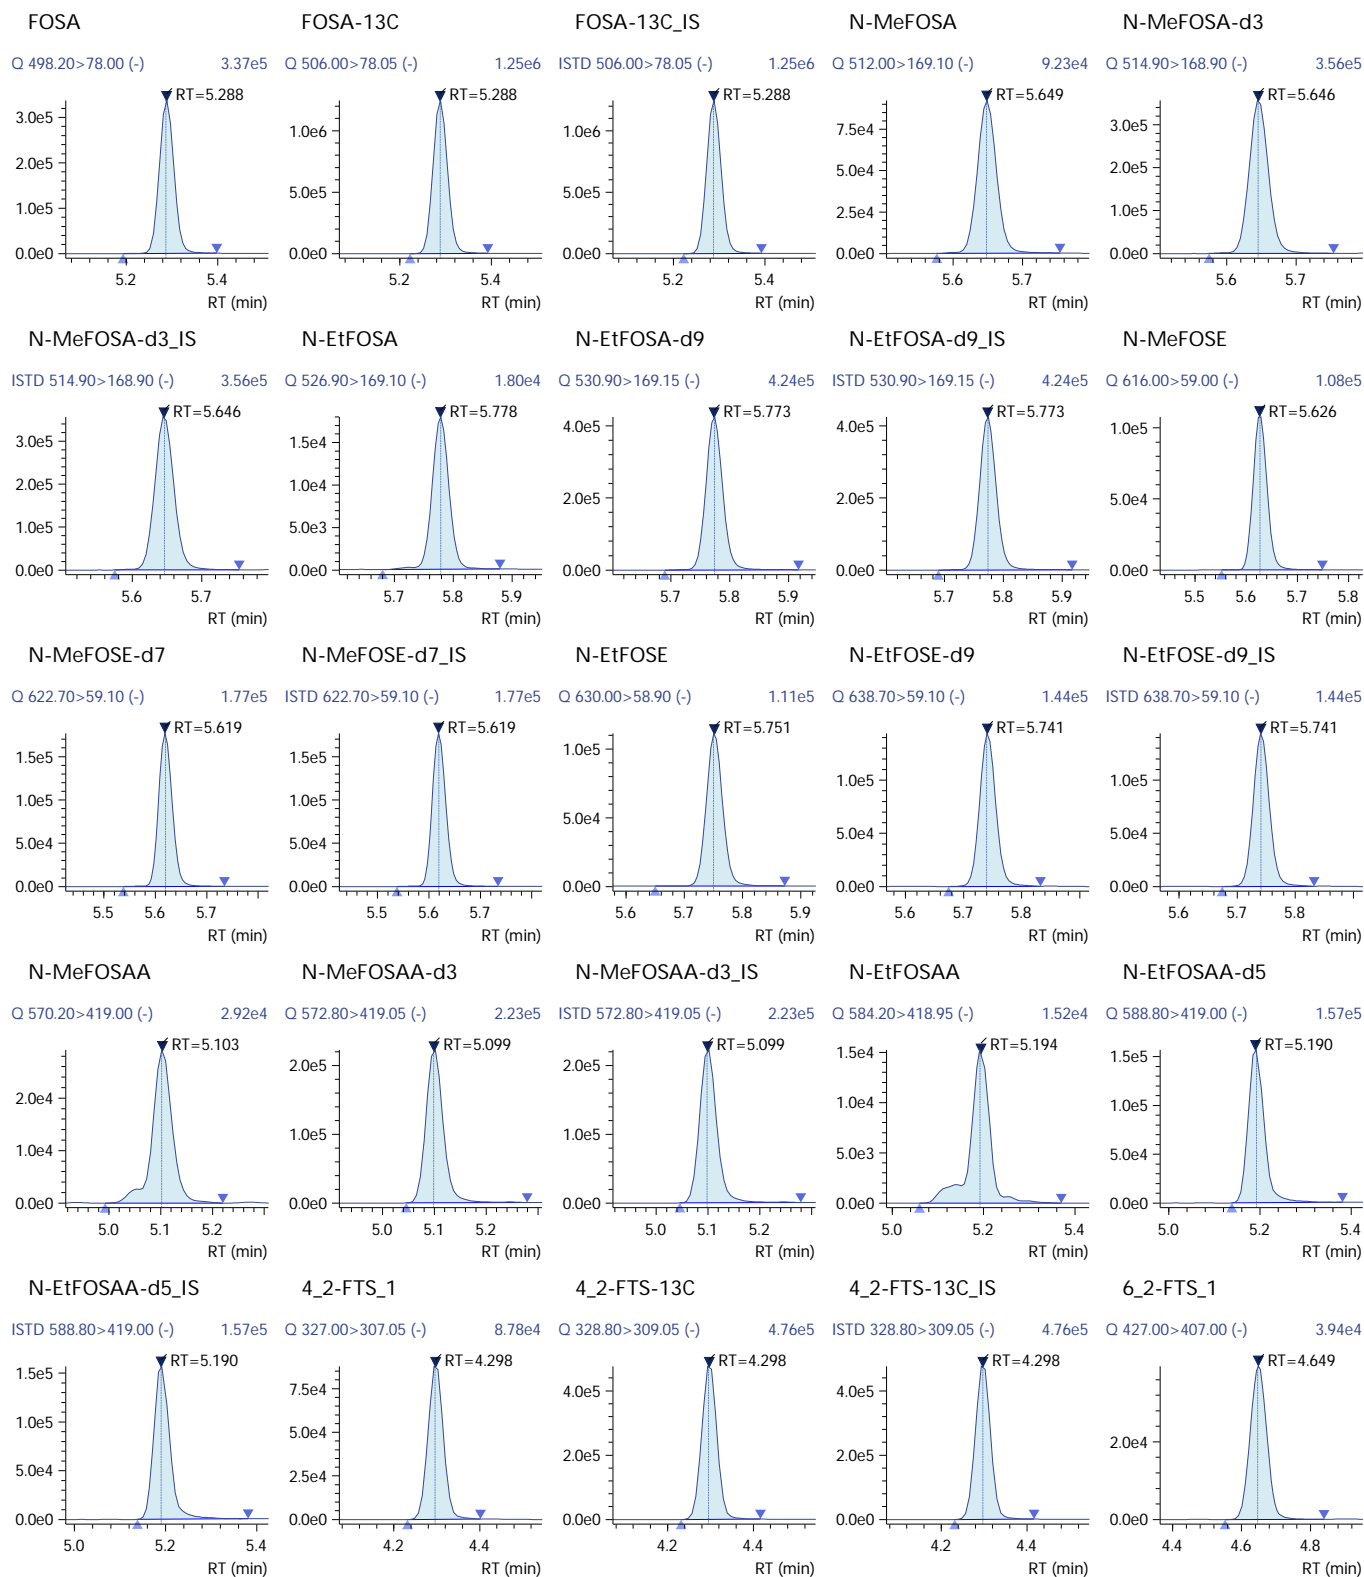 FOSA
Q 498.20>78.00 (-) 3.37e5
RT=5.288
3.0e5
2.0e5
1.0e5
0.0e0
5.2 5.4
RT (min)
FOSA-13C
Q 506.00>78.05 (-) 1.25e6
RT=5.288
1.0e6
5.0e5
0.0e0
5.2 5.4
RT (min)
FOSA-13C_IS
ISTD 506.00>78.05 (-) 1.25e6
RT=5.288
1.0e6
5.0e5
0.0e0
5.2 5.4
RT (min)
N-MeFOSA
Q 512.00>169.10 (-) 9.23e4
RT=5.649
7.5e4
5.0e4
2.5e4
0.0e0
5.6 5.7
RT (min)
N-MeFOSA-d3
Q 514.90>168.90 (-) 3.56e5
RT=5.646
3.0e5
2.0e5
1.0e5
0.0e0
5.6 5.7
RT (min)
N-MeFOSA-d3_IS
ISTD 514.90>168.90 (-) 3.56e5
RT=5.646
3.0e5
2.0e5
1.0e5
0.0e0
5.6 5.7
RT (min)
N-EtFOSA
Q 526.90>169.10 (-) 1.80e4
RT=5.778
1.5e4
1.0e4
5.0e3
0.0e0
5.7 5.8 5.9
RT (min)
N-EtFOSA-d9
Q 530.90>169.15 (-) 4.24e5
RT=5.773
4.0e5
2.0e5
0.0e0
5.7 5.8 5.9
RT (min)
N-EtFOSA-d9_IS
ISTD 530.90>169.15 (-) 4.24e5
RT=5.773
4.0e5
2.0e5
0.0e0
5.7 5.8 5.9
RT (min)
N-MeFOSE
Q 616.00>59.00 (-) 1.08e5
RT=5.626
1.0e5
5.0e4
0.0e0
5.5 5.6 5.7 5.8
RT (min)
N-MeFOSE-d7
Q 622.70>59.10 (-) 1.77e5
RT=5.619
1.5e5
1.0e5
5.0e4
0.0e0
5.5 5.6 5.7
RT (min)
N-MeFOSE-d7_IS
ISTD 622.70>59.10 (-) 1.77e5
RT=5.619
1.5e5
1.0e5
5.0e4
0.0e0
5.5 5.6 5.7
RT (min)
N-EtFOSE
Q 630.00>58.90 (-) 1.11e5
RT=5.751
1.0e5
5.0e4
0.0e0
5.6 5.7 5.8 5.9
RT (min)
N-EtFOSE-d9
Q 638.70>59.10 (-) 1.44e5
RT=5.741
1.0e5
5.0e4
0.0e0
5.6 5.7 5.8
RT (min)
N-EtFOSE-d9_IS
ISTD 638.70>59.10 (-) 1.44e5
RT=5.741
1.0e5
5.0e4
0.0e0
5.6 5.7 5.8
RT (min)
N-MeFOSAA
Q 570.20>419.00 (-) 2.92e4
RT=5.103
2.0e4
1.0e4
0.0e0
5.0 5.1 5.2
RT (min)
N-MeFOSAA-d3
Q 572.80>419.05 (-) 2.23e5
RT=5.099
2.0e5
1.0e5
0.0e0
5.0 5.1 5.2
RT (min)
N-MeFOSAA-d3_IS
ISTD 572.80>419.05 (-) 2.23e5
RT=5.099
2.0e5
1.0e5
0.0e0
5.0 5.1 5.2
RT (min)
N-EtFOSAA
Q 584.20>418.95 (-) 1.52e4
RT=5.194
1.5e4
1.0e4
5.0e3
0.0e0
5.0 5.2 5.4
RT (min)
N-EtFOSAA-d5
Q 588.80>419.00 (-) 1.57e5
RT=5.190
1.5e5
1.0e5
5.0e4
0.0e0
5.0 5.2 5.4
RT (min)
N-EtFOSAA-d5_IS
ISTD 588.80>419.00 (-) 1.57e5
RT=5.190
1.5e5
1.0e5
5.0e4
0.0e0
5.0 5.2 5.4
RT (min)
4_2-FTS_1
Q 327.00>307.05 (-) 8.78e4
RT=4.298
7.5e4
5.0e4
2.5e4
0.0e0
4.2 4.4
RT (min)
4_2-FTS-13C
Q 328.80>309.05 (-) 4.76e5
RT=4.298
4.0e5
2.0e5
0.0e0
4.2 4.4
RT (min)
4_2-FTS-13C_IS
ISTD 328.80>309.05 (-) 4.76e5
RT=4.298
4.0e5
2.0e5
0.0e0
4.2 4.4
RT (min)
6_2-FTS_1
Q 427.00>407.00 (-) 3.94e4
RT=4.649
2.0e4
0.0e0
4.4 4.6 4.8
RT (min)